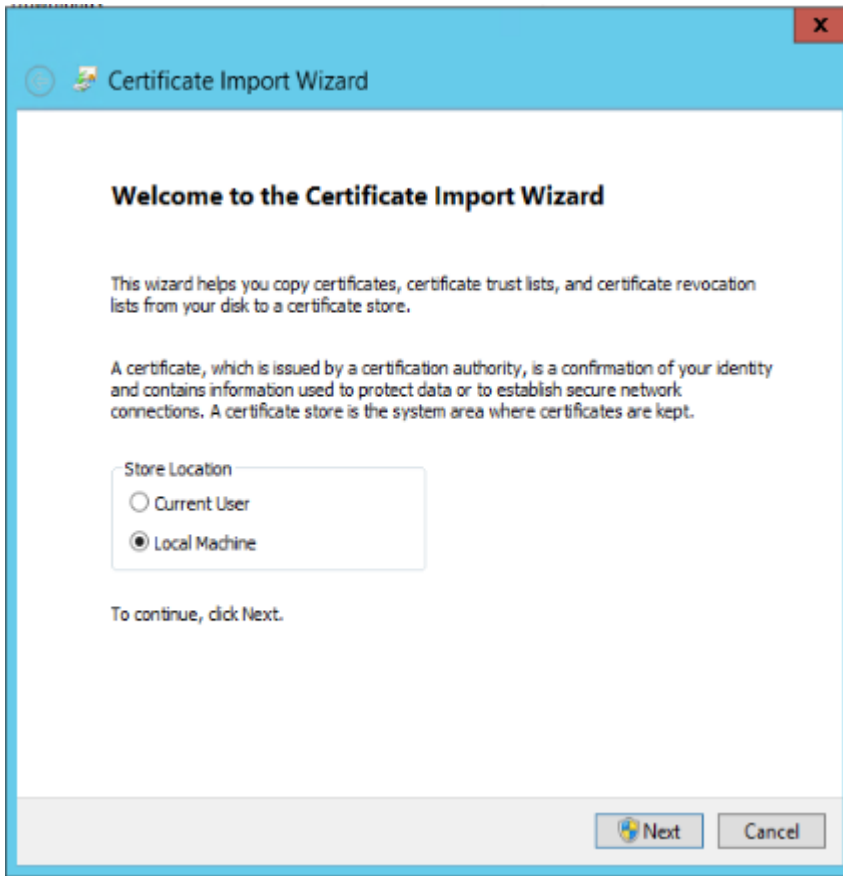 X
Certificate Import Wizard
Welcome to the Certificate Import Wizard
This wizard helps you copy certificates, certificate trust lists, and certificate revocation
lists from your disk to a certificate store.
A certificate, which is issued by a certification authority, is a confirmation of your identity
and contains information used to protect data or to establish secure network
connections. A certificate store is the system area where certificates are kept.
Store Location
Current User
Local Machine
To continue, click Next.
Next Cancel